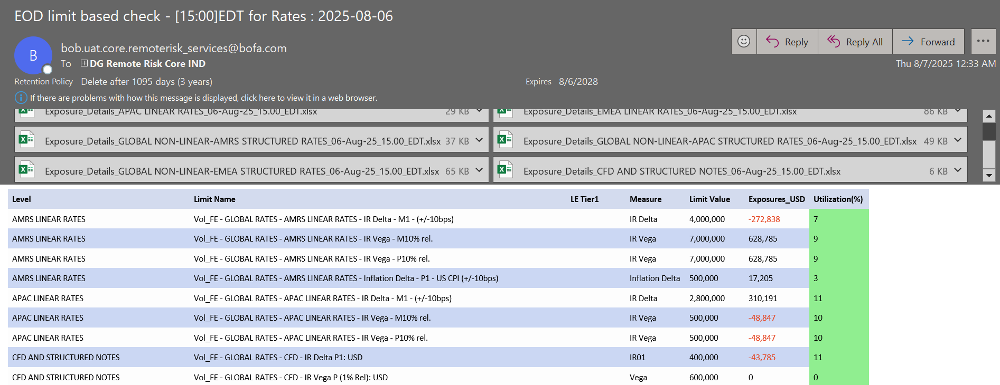 EOD limit based check - [15:00]EDT for Rates : 2025-08-06
B
bob.uat.core.remoterisk_services@bofa.com
Reply
Reply All
Forward
To DG Remote Risk Core IND
Thu 8/7/2025 12:33 AM
Retention Policy Delete after 1095 days (3 years)
Expires 8/6/2028
If there are problems with how this message is displayed, click here to view it in a web browser.
Exposure_Details_APAC LINEAR RATES_06-Aug-25_15.00_EDT.xlsx 29 KB
Exposure_Details_EMEA LINEAR RATES_06-Aug-25_15.00_EDT.xlsx 86 KB
Exposure_Details_GLOBAL NON-LINEAR-AMRS STRUCTURED RATES_06-Aug-25_15.00_EDT.xlsx 37 KB
Exposure_Details_GLOBAL NON-LINEAR-APAC STRUCTURED RATES_06-Aug-25_15.00_EDT.xlsx 49 KB
Exposure_Details_GLOBAL NON-LINEAR-EMEA STRUCTURED RATES_06-Aug-25_15.00_EDT.xlsx 65 KB
Exposure_Details_CFD AND STRUCTURED NOTES_06-Aug-25_15.00_EDT.xlsx 6 KB
Level Limit Name LE Tier1 Measure Limit Value Exposures_USD Utilization(%)
AMRS LINEAR RATES Vol_FE - GLOBAL RATES - AMRS LINEAR RATES - IR Delta - M1 - (+/-10bps) IR Delta 4,000,000 -272,838 7
AMRS LINEAR RATES Vol_FE - GLOBAL RATES - AMRS LINEAR RATES - IR Vega - M10% rel. IR Vega 7,000,000 628,785 9
AMRS LINEAR RATES Vol_FE - GLOBAL RATES - AMRS LINEAR RATES - IR Vega - P10% rel. IR Vega 7,000,000 628,785 9
AMRS LINEAR RATES Vol_FE - GLOBAL RATES - AMRS LINEAR RATES - Inflation Delta - P1 - US CPI (+/-10bps) Inflation Delta 500,000 17,205 3
APAC LINEAR RATES Vol_FE - GLOBAL RATES - APAC LINEAR RATES - IR Delta - M1 - (+/-10bps) IR Delta 2,800,000 310,191 11
APAC LINEAR RATES Vol_FE - GLOBAL RATES - APAC LINEAR RATES - IR Vega - M10% rel. IR Vega 500,000 -48,847 10
APAC LINEAR RATES Vol_FE - GLOBAL RATES - APAC LINEAR RATES - IR Vega - P10% rel. IR Vega 500,000 -48,847 10
CFD AND STRUCTURED NOTES Vol_FE - GLOBAL RATES - CFD - IR Delta P1: USD IR01 400,000 -43,785 11
CFD AND STRUCTURED NOTES Vol_FE - GLOBAL RATES - CFD - IR Vega P (1% Rel): USD Vega 600,000 0 0